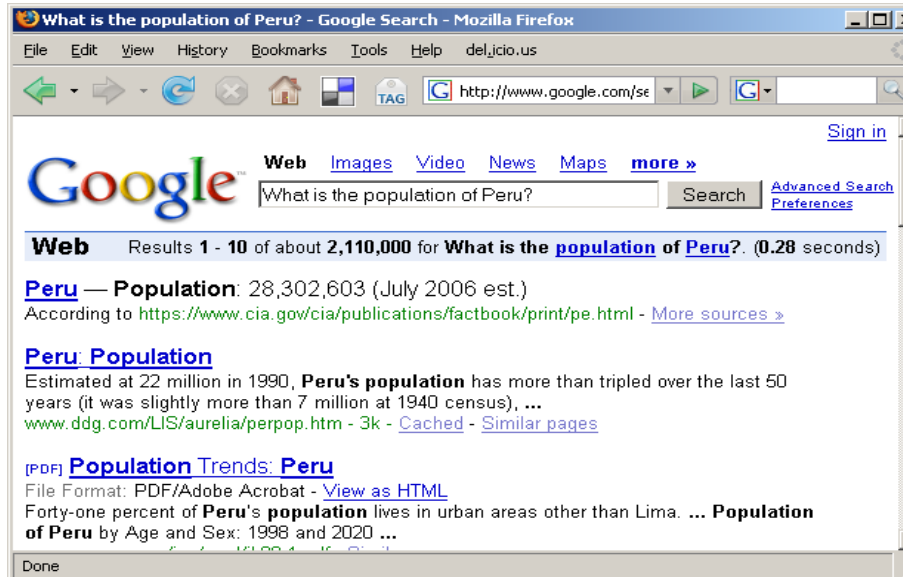 What is the population of Peru? - Google Search - Mozilla Firefox
File Edit View History Bookmarks Tools Help del.icio.us
TAG G http://www.google.com/se G
Sign in
Google™ Web Images Video News Maps more »
What is the population of Peru? Search Advanced Search
Preferences
Web Results 1 - 10 of about 2,110,000 for What is the population of Peru?. (0.28 seconds)
Peru — Population: 28,302,603 (July 2006 est.)
According to https://www.cia.gov/cia/publications/factbook/print/pe.html - More sources »
Peru: Population
Estimated at 22 million in 1990, Peru's population has more than tripled over the last 50
years (it was slightly more than 7 million at 1940 census), ...
www.ddg.com/LIS/aurelia/perpop.htm - 3k - Cached - Similar pages
[PDF] Population Trends: Peru
File Format: PDF/Adobe Acrobat - View as HTML
Forty-one percent of Peru's population lives in urban areas other than Lima. ... Population
of Peru by Age and Sex: 1998 and 2020 ...
Done